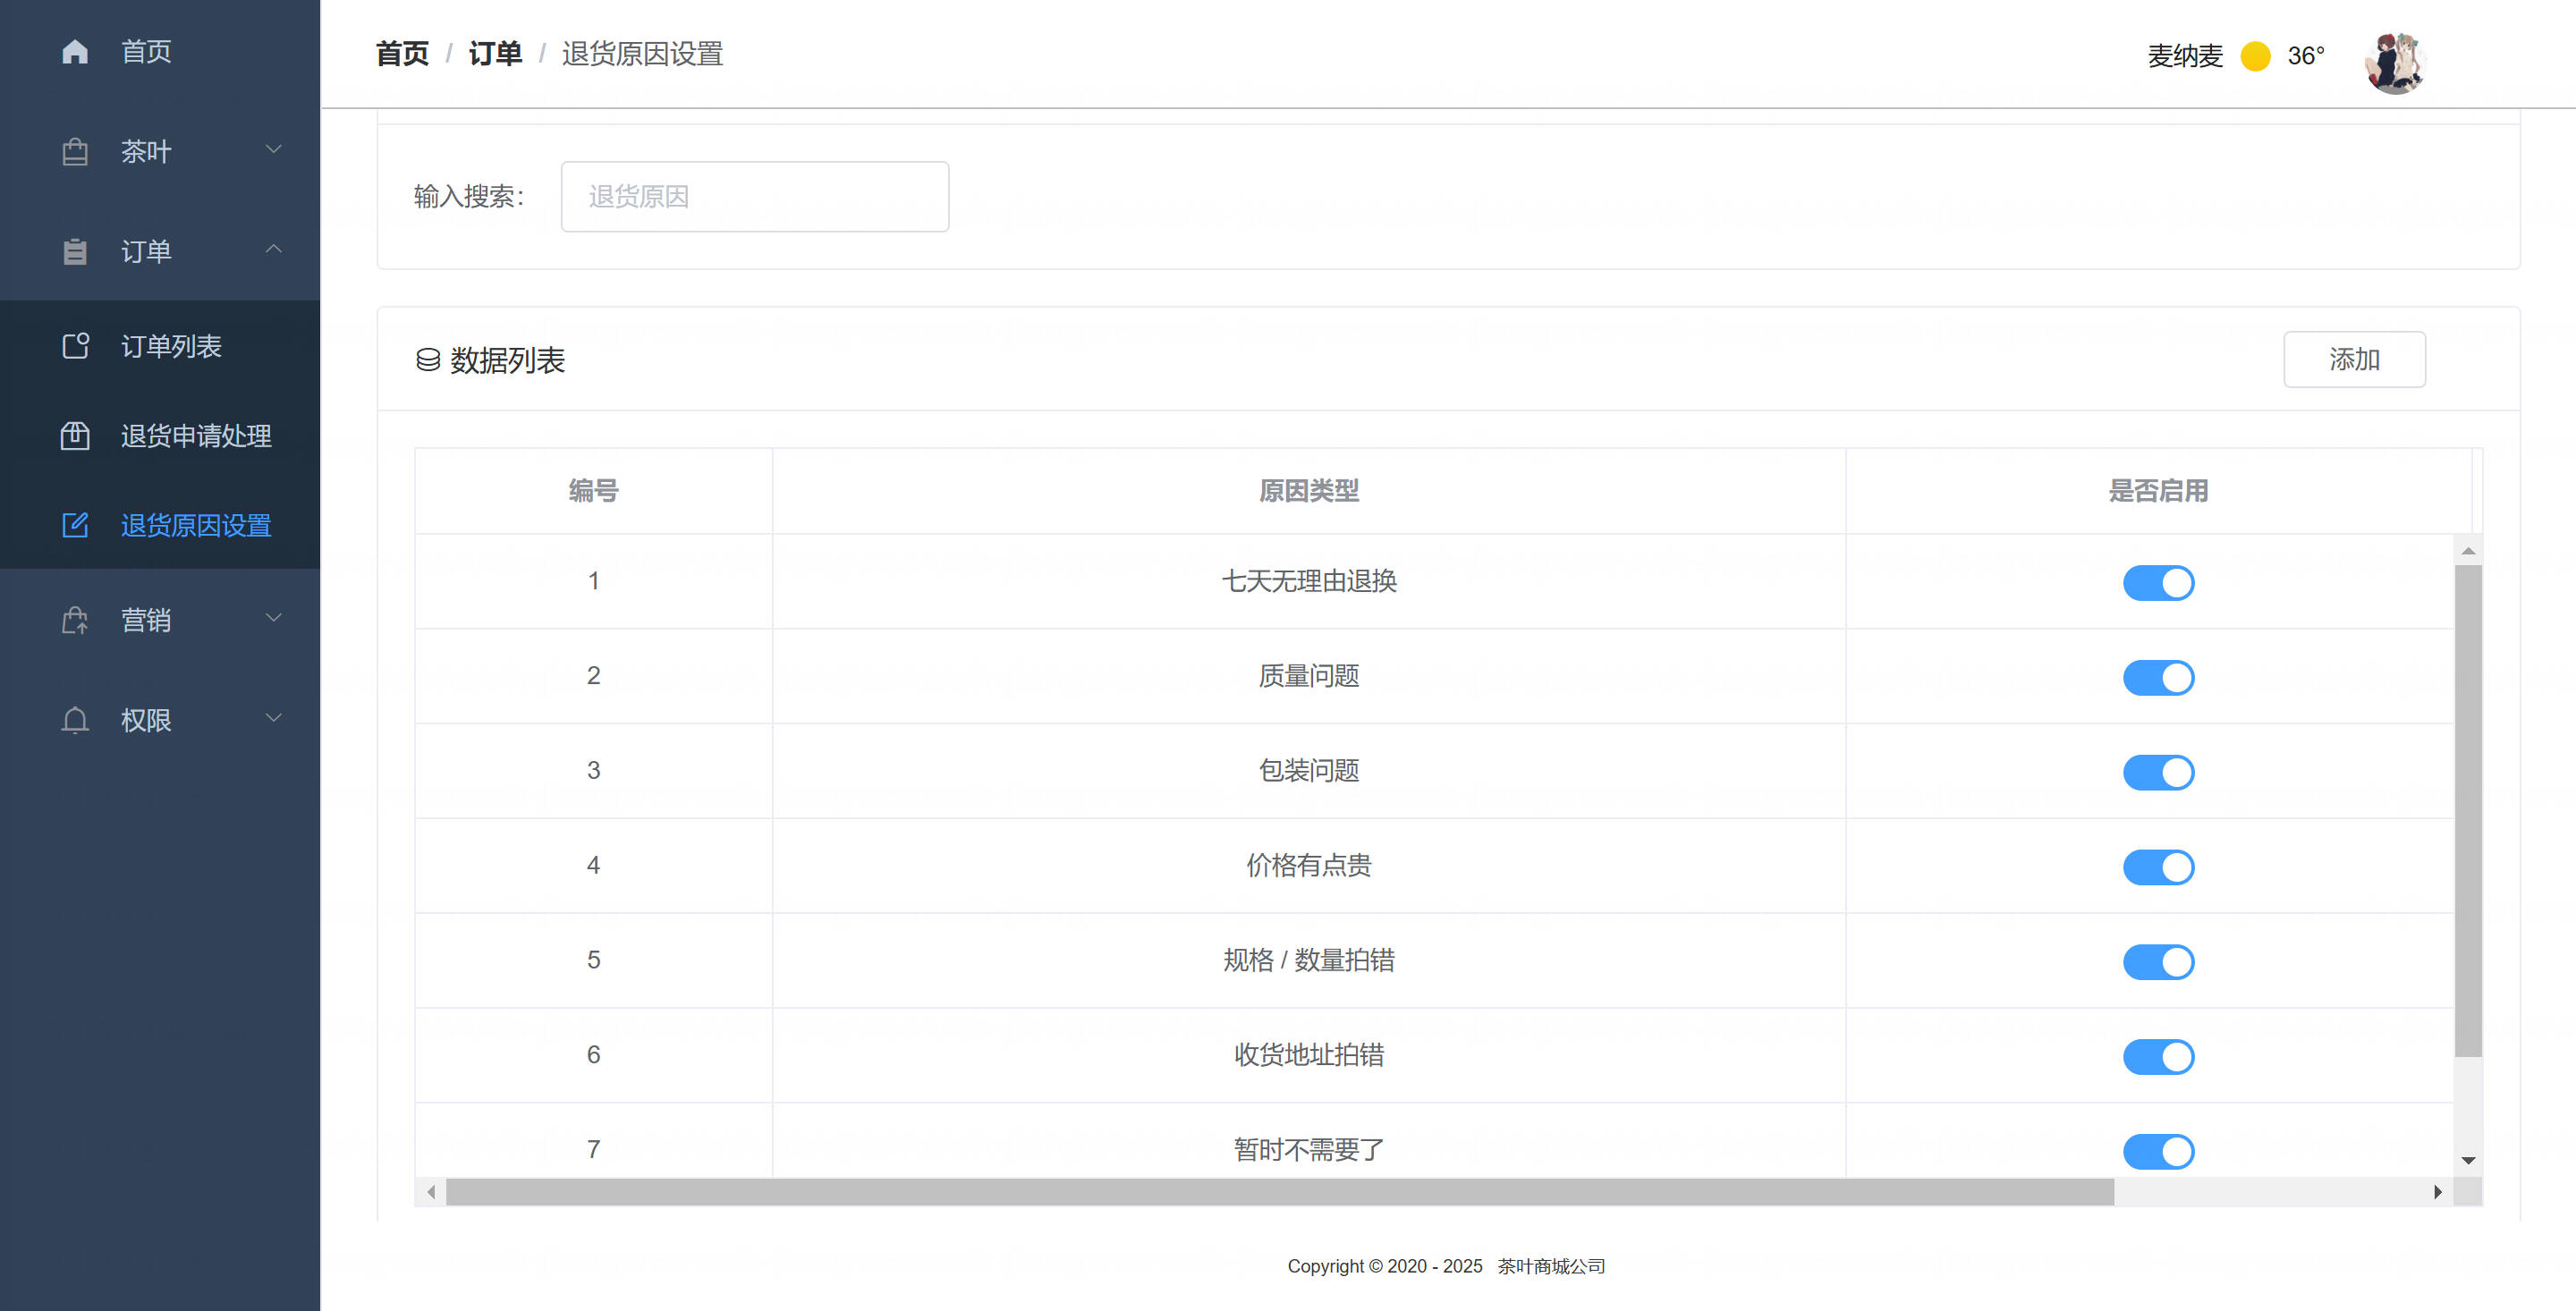 首页
茶叶
订单
订单列表
退货申请处理
退货原因设置
营销
权限
首页 / 订单 / 退货原因设置
麦纳麦 36°
输入搜索：
退货原因
数据列表
添加
编号 原因类型 是否启用
1 七天无理由退换
2 质量问题
3 包装问题
4 价格有点贵
5 规格 / 数量拍错
6 收货地址拍错
7 暂时不需要了
Copyright © 2020 - 2025 茶叶商城公司